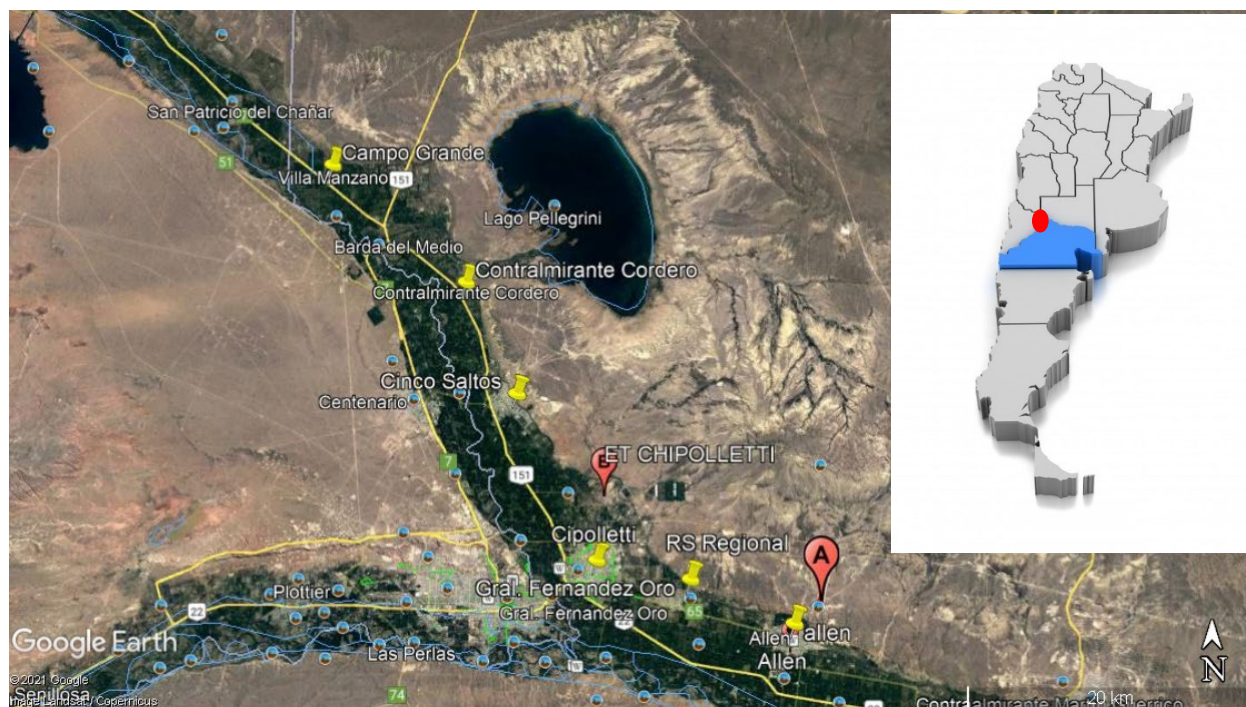 San Patricio del Chañar
Campo Grande
51
Villa Manzano
151
Lago Pellegrini
Barda del Medio
Contralmirante Cordero
Contralmirante Cordero
7
Cinco Saltos
Centenario
ET CHIPOLLETTI
B
7
151
Cipolletti
RS Regional
A
Plottier
Gral. Fernandez Oro
Gral. Fernandez Oro
65
22
22
Allen
allen
Allen
Las Perlas
Google Earth
N
©2021 Google
Senillosa
74
20 km
Image Landsat / Copernicus